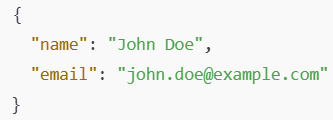 {
  "name": "John Doe",
  "email": "john.doe@example.com"
}